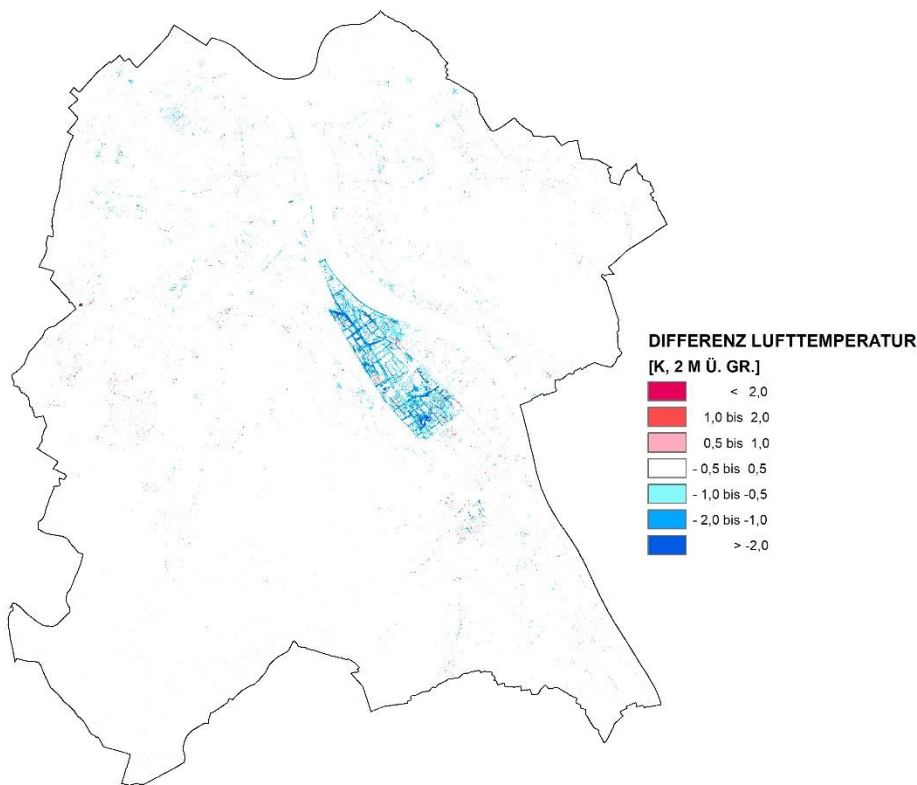 DIFFERENZ LUFTTEMPERATUR
[K, 2 M Ü. GR.]
< 2,0
1,0 bis 2,0
0,5 bis 1,0
- 0,5 bis 0,5
- 1,0 bis -0,5
- 2,0 bis -1,0
> -2,0